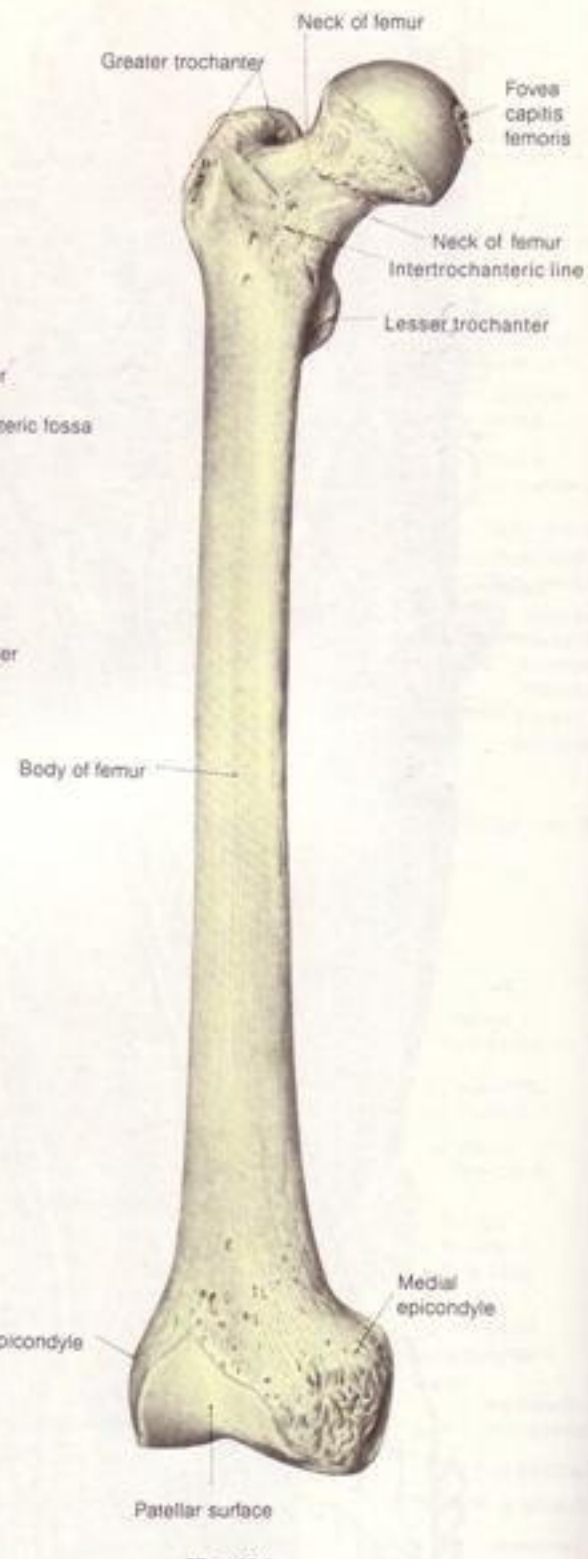 Neck of femur
Greater trochanter
Fovea
capitis
femoris
Neck of femur
Intertrochanteric line
Lesser trochanter
r
teric fossa
er
Body of femur
Medial
epicondyle
picondyle
Patellar surface